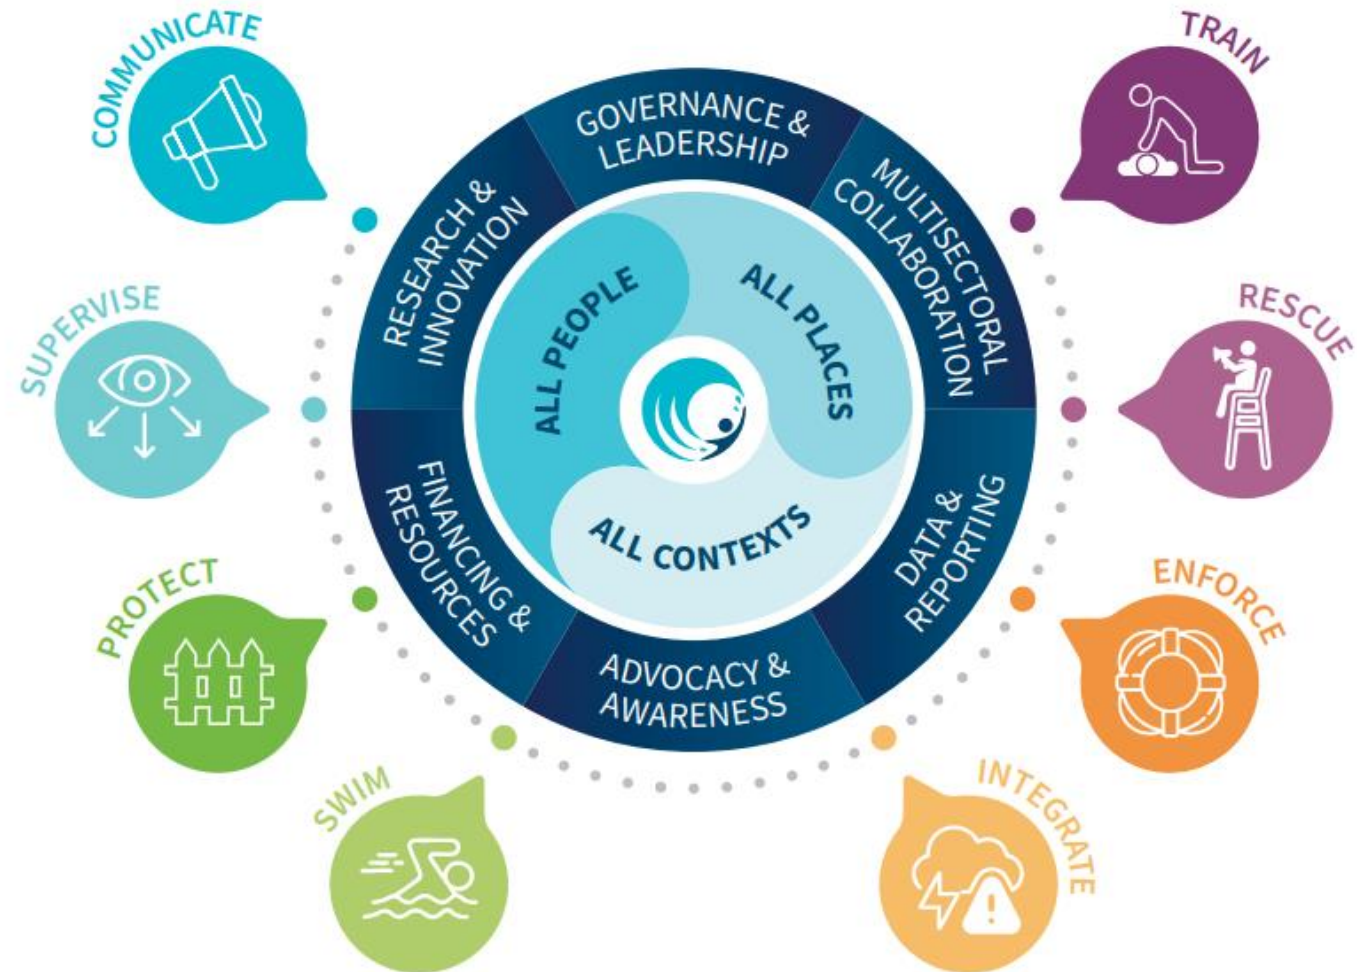 COMMUNICATE
TRAIN
GOVERNANCE &
LEADERSHIP
RESEARCH &
INNOVATION
MULTISECTORAL
COLLABORATION
ALL PEOPLE
ALL PLACES
SUPERVISE
RESCUE
FINANCING &
RESOURCES
ALL CONTEXTS
DATA &
REPORTING
PROTECT
ENFORCE
ADVOCACY &
AWARENESS
SWIM
INTEGRATE